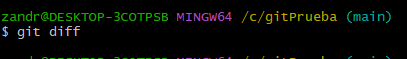 zandr@DESKTOP-3COTPSB MINGW64 /c/gitPrueba (main)
$ git diff